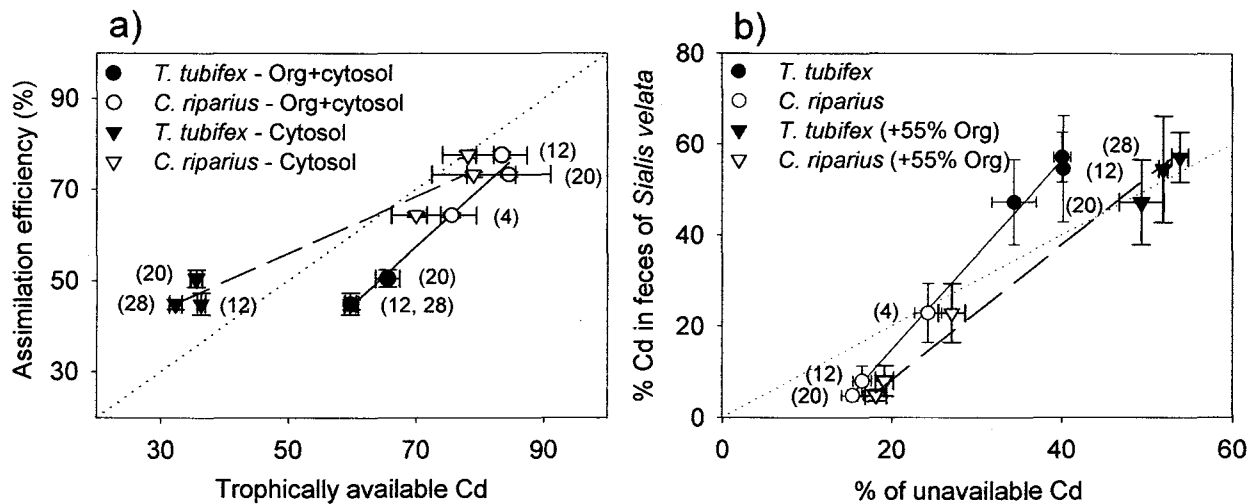 a)
● T. tubifex - Org+cytosol
○ C. riparius - Org+cytosol
▼ T. tubifex - Cytosol
▽ C. riparius - Cytosol
90
70
50
30
Assimilation efficiency (%)
(12)
(20)
(4)
(20)
(28)
(12)
(20)
(12, 28)
30
50
70
90
Trophically available Cd
b)
● T. tubifex
○ C. riparius
▼ T. tubifex (+55% Org)
▽ C. riparius (+55% Org)
80
60
40
20
0
% Cd in feces of Sialis velata
(28)
(12)
(20)
(4)
(12)
(20)
0
20
40
60
% of unavailable Cd